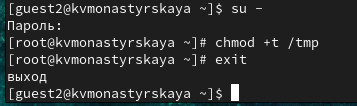 [guest2@kvmonastyrskaya ~]$ su -
Пароль:
[root@kvmonastyrskaya ~]# chmod +t /tmp
[root@kvmonastyrskaya ~]# exit
выход
[guest2@kvmonastyrskaya ~]$